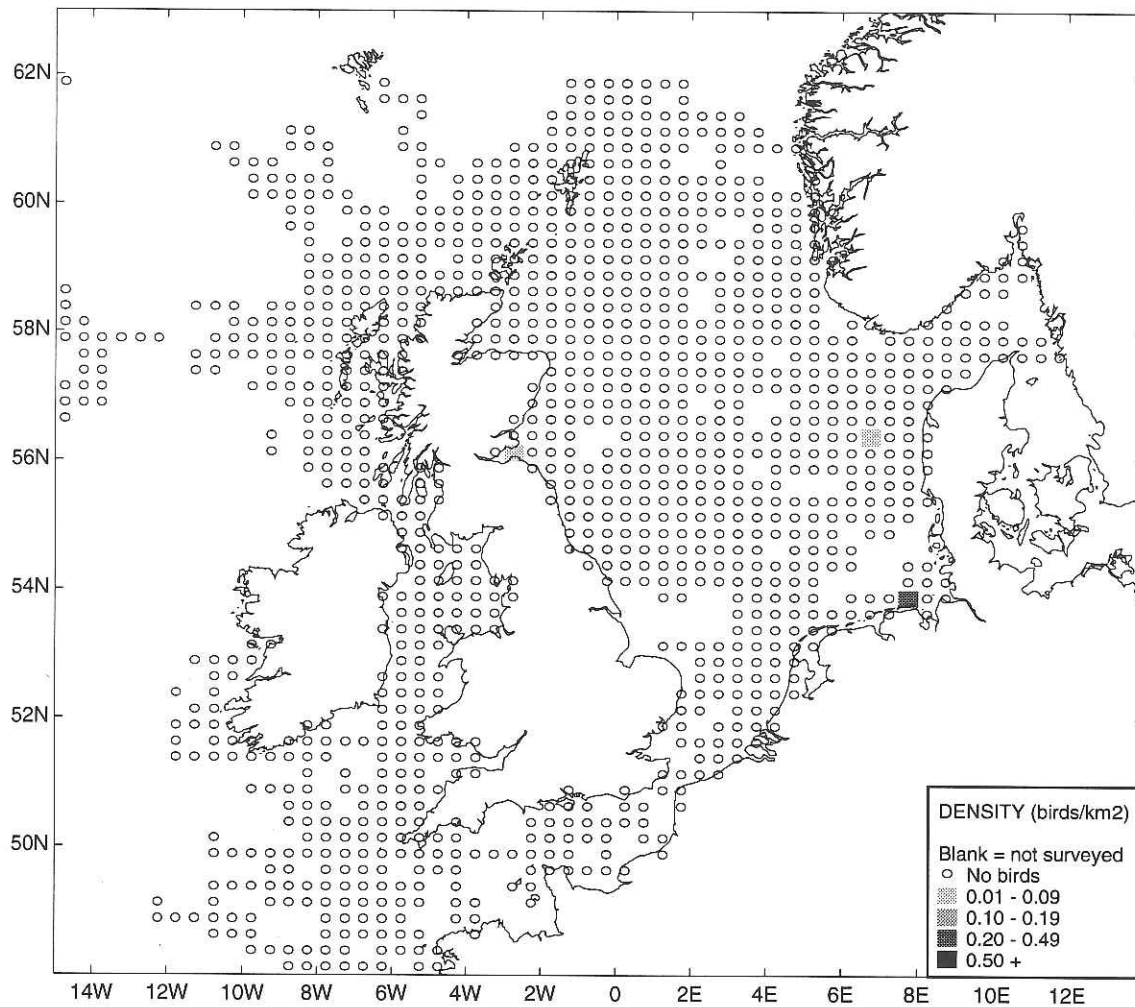 62N
60N
58N
56N
54N
52N
50N
DENSITY (birds/km2)
Blank = not surveyed
No birds
0.01 - 0.09
0.10 - 0.19
0.20 - 0.49
0.50 +
14W 12W 10W 8W 6W 4W 2W 0 2E 4E 6E 8E 10E 12E